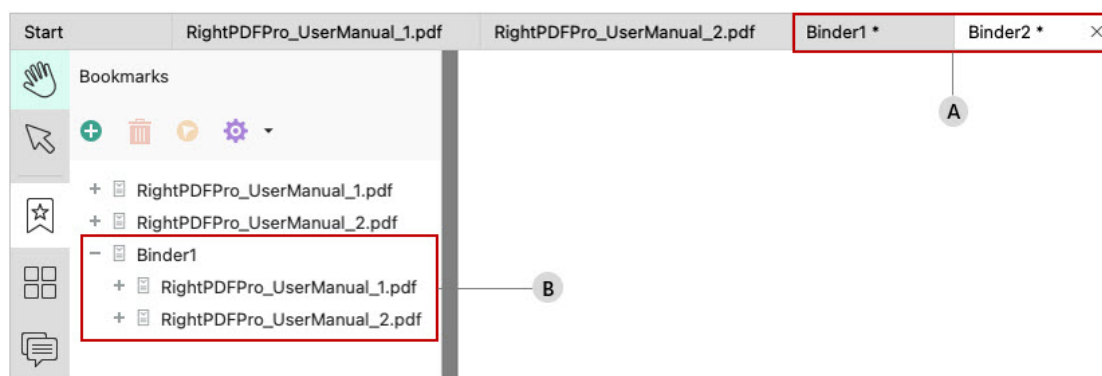 Start RightPDFPro_UserManual_1.pdf RightPDFPro_UserManual_2.pdf Binder1 * Binder2 * ×
Bookmarks
A
RightPDFPro_UserManual_1.pdf
RightPDFPro_UserManual_2.pdf
Binder1
RightPDFPro_UserManual_1.pdf
B
RightPDFPro_UserManual_2.pdf